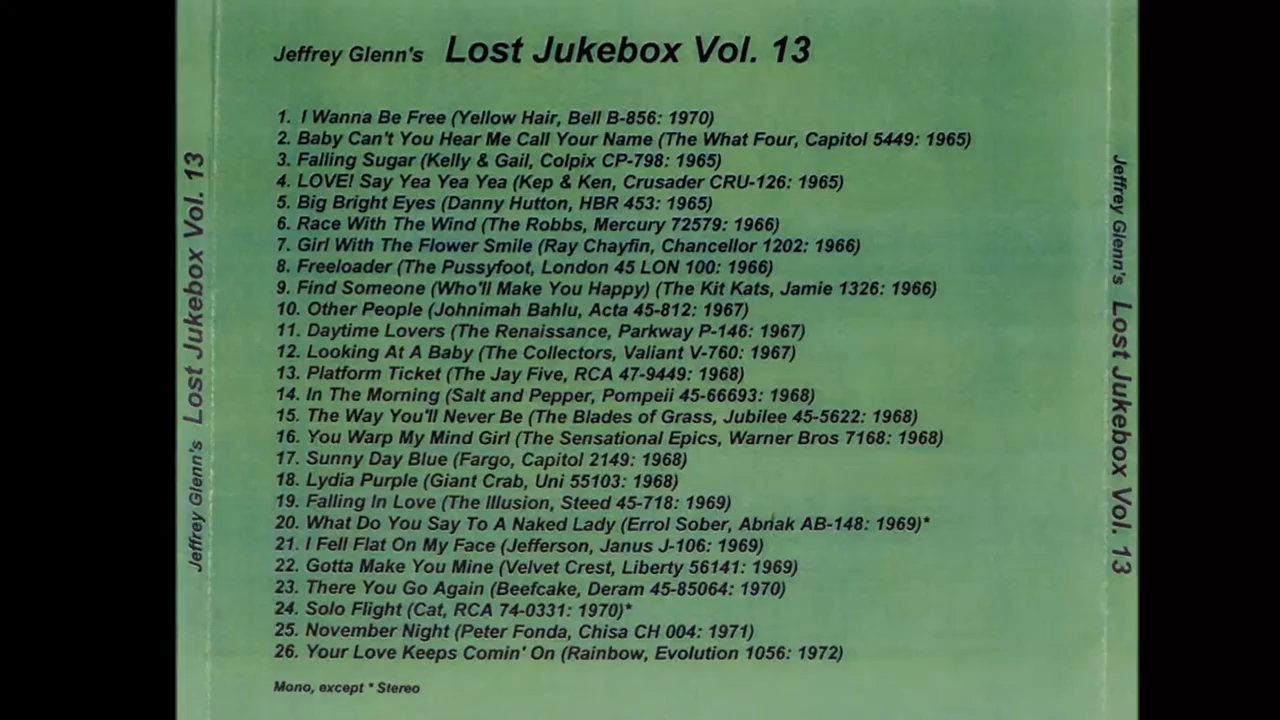 Jeffrey Glenn's Lost Jukebox Vol. 13
1. I Wanna Be Free (Yellow Hair, Bell B-856: 1970)
2. Baby Can't You Hear Me Call Your Name (The What Four, Capitol 5449: 1965)
3. Falling Sugar (Kelly & Gail, Colpix CP-798: 1965)
4. LOVE! Say Yea Yea Yea (Kep & Ken, Crusader CRU-126: 1965)
5. Big Bright Eyes (Danny Hutton, HBR 453: 1965)
6. Race With The Wind (The Robbs, Mercury 72579: 1966)
7. Girl With The Flower Smile (Ray Chayfin, Chancellor 1202: 1966)
8. Freeloader (The Pussyfoot, London 45 LON 100: 1966)
9. Find Someone (Who'll Make You Happy) (The Kit Kats, Jamie 1326: 1966)
10. Other People (Johnimah Bahlu, Acta 45-812: 1967)
11. Daytime Lovers (The Renaissance, Parkway P-146: 1967)
12. Looking At A Baby (The Collectors, Valiant V-760: 1967)
13. Platform Ticket (The Jay Five, RCA 47-9449: 1968)
14. In The Morning (Salt and Pepper, Pompeii 45-66693: 1968)
15. The Way You'll Never Be (The Blades of Grass, Jubilee 45-5622: 1968)
16. You Warp My Mind Girl (The Sensational Epics, Warner Bros 7168: 1968)
17. Sunny Day Blue (Fargo, Capitol 2149: 1968)
18. Lydia Purple (Giant Crab, Uni 55103: 1968)
19. Falling In Love (The Illusion, Steed 45-718: 1969)
20. What Do You Say To A Naked Lady (Errol Sober, Abnak AB-148: 1969)*
21. I Fell Flat On My Face (Jefferson, Janus J-106: 1969)
22. Gotta Make You Mine (Velvet Crest, Liberty 56141: 1969)
23. There You Go Again (Beefcake, Deram 45-85064: 1970)
24. Solo Flight (Cat, RCA 74-0331: 1970)*
25. November Night (Peter Fonda, Chisa CH 004: 1971)
26. Your Love Keeps Comin' On (Rainbow, Evolution 1056: 1972)
Mono, except * Stereo
Jeffrey Glenn's Lost Jukebox Vol. 13
Jeffrey Glenn's Lost Jukebox Vol. 13